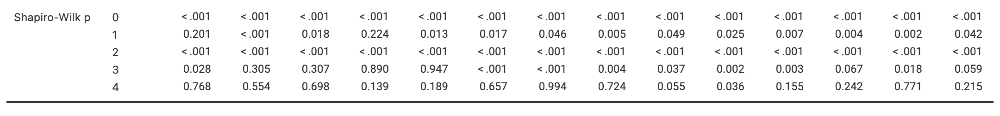 Shapiro-Wilk p 0 < .001 < .001 < .001 < .001 < .001 < .001 < .001 < .001 < .001 < .001 < .001 < .001 < .001 < .001
1 0.201 < .001 0.018 0.224 0.013 0.017 0.046 0.005 0.049 0.025 0.007 0.004 0.002 0.042
2 < .001 < .001 < .001 < .001 < .001 < .001 < .001 < .001 < .001 < .001 < .001 < .001 < .001 < .001
3 0.028 0.305 0.307 0.890 0.947 < .001 < .001 0.004 0.037 0.002 0.003 0.067 0.018 0.059
4 0.768 0.554 0.698 0.139 0.189 0.657 0.994 0.724 0.055 0.036 0.155 0.242 0.771 0.215